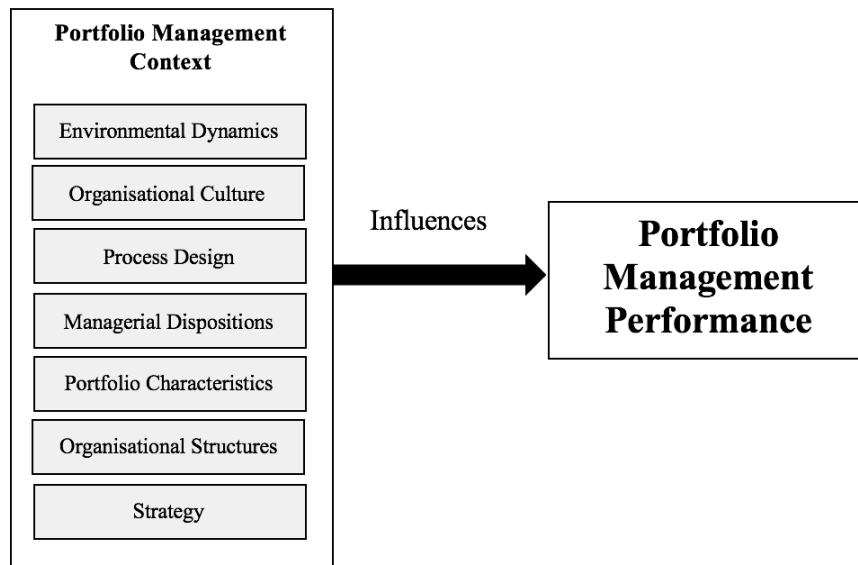 Portfolio Management
Context
Environmental Dynamics
Organisational Culture
Process Design
Managerial Dispositions
Portfolio Characteristics
Organisational Structures
Strategy
Influences
Portfolio
Management
Performance